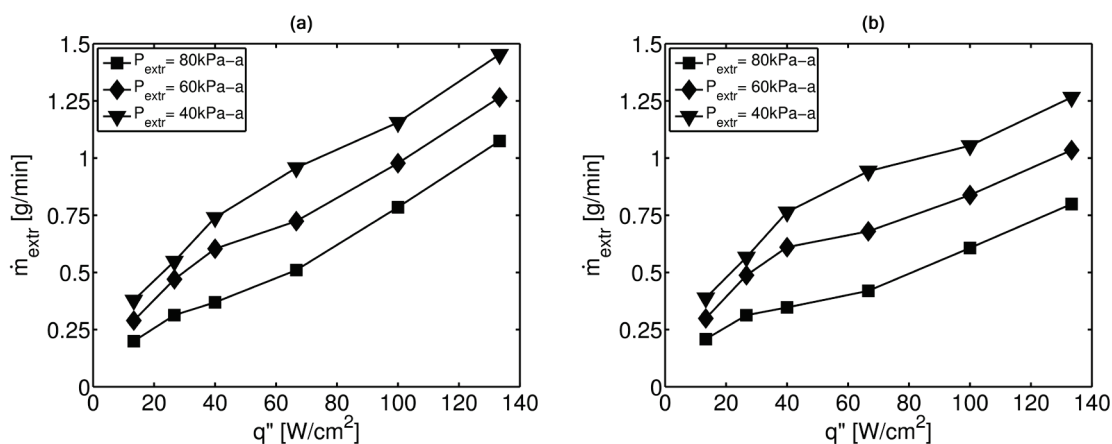 (a)
1.5
1.25
1
0.75
0.5
0.25
0
ṁextr [g/min]
Pextr= 80kPa−a
Pextr= 60kPa−a
Pextr= 40kPa−a
0 20 40 60 80 100 120 140
q" [W/cm²]
(b)
1.5
1.25
1
0.75
0.5
0.25
0
ṁextr [g/min]
Pextr= 80kPa−a
Pextr= 60kPa−a
Pextr= 40kPa−a
0 20 40 60 80 100 120 140
q" [W/cm²]